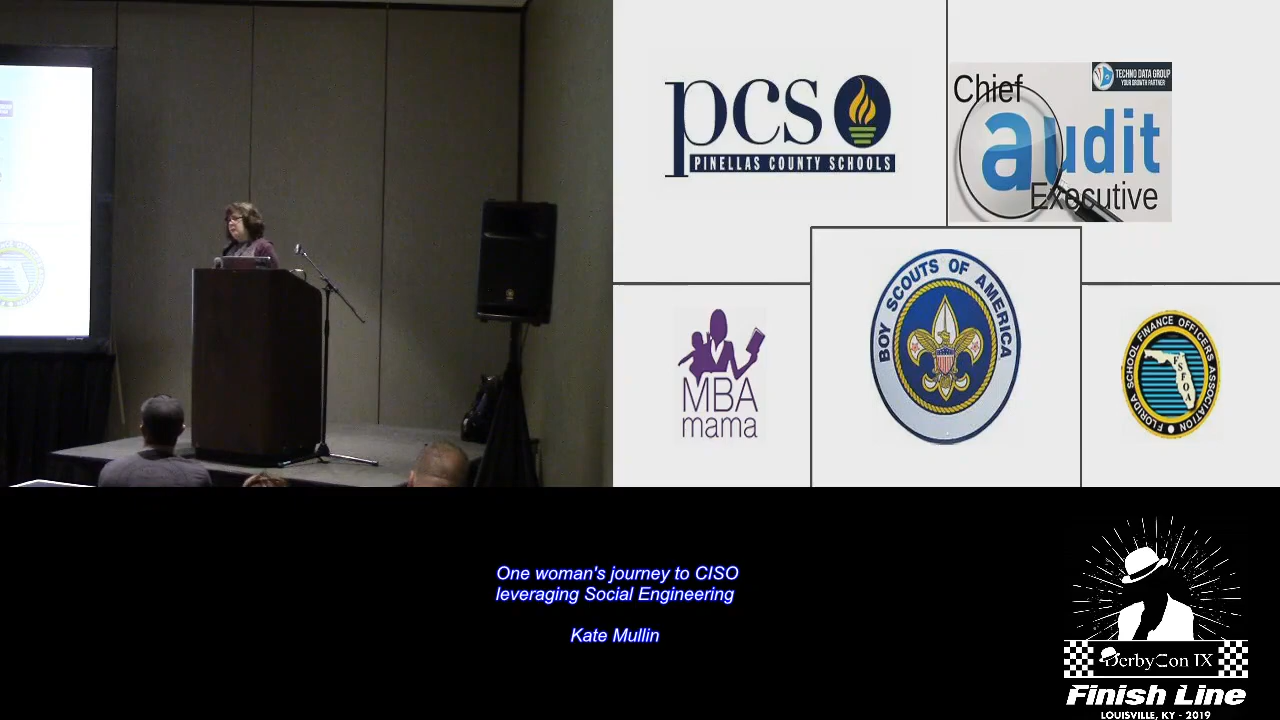 pcs
PINELLAS COUNTY SCHOOLS
TECHNO DATA GROUP
YOUR GROWTH PARTNER
Chief
audit
Executive
BOY SCOUTS OF AMERICA
MBA
mama
FLORIDA SCHOOL FINANCE OFFICERS ASSOCIATION
FSFOA
One woman's journey to CISO
leveraging Social Engineering
Kate Mullin
DerbyCon IX
Finish Line
LOUISVILLE, KY - 2019